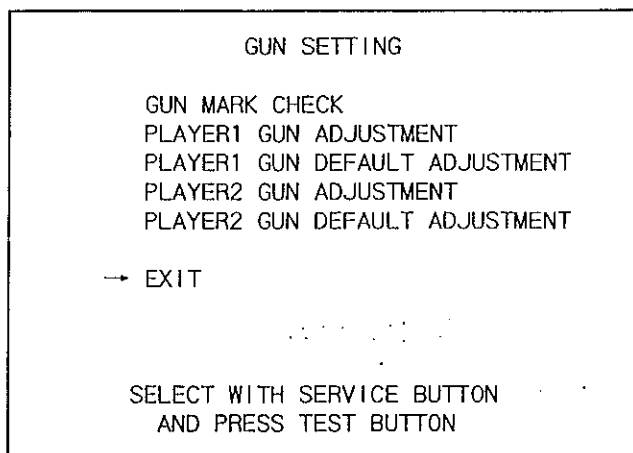 GUN SETTING
GUN MARK CHECK
PLAYER1 GUN ADJUSTMENT
PLAYER1 GUN DEFAULT ADJUSTMENT
PLAYER2 GUN ADJUSTMENT
PLAYER2 GUN DEFAULT ADJUSTMENT
→ EXIT
SELECT WITH SERVICE BUTTON
AND PRESS TEST BUTTON